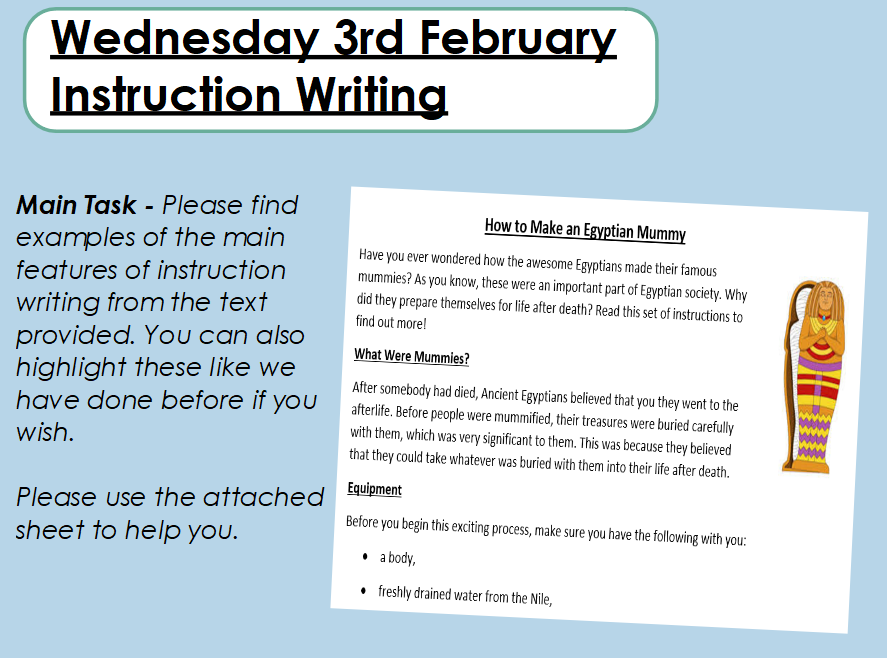 Wednesday 3rd February
Instruction Writing
Main Task - Please find
examples of the main
features of instruction
writing from the text
provided. You can also
highlight these like we
have done before if you
wish.
Please use the attached
sheet to help you.
How to Make an Egyptian Mummy
Have you ever wondered how the awesome Egyptians made their famous
mummies? As you know, these were an important part of Egyptian society. Why
did they prepare themselves for life after death? Read this set of instructions to
find out more!
What Were Mummies?
After somebody had died, Ancient Egyptians believed that you they went to the
afterlife. Before people were mummified, their treasures were buried carefully
with them, which was very significant to them. This was because they believed
that they could take whatever was buried with them into their life after death.
Equipment
Before you begin this exciting process, make sure you have the following with you:
• a body,
• freshly drained water from the Nile,